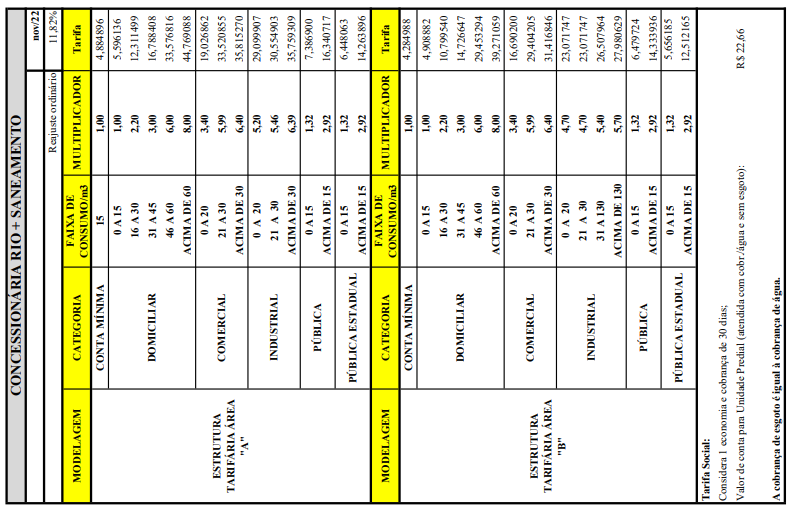 CONCESSIONÁRIA RIO + SANEAMENTO
nov/22
Reajuste ordinário 11,82%
MODELAGEM CATEGORIA FAIXA DE CONSUMO/m3 MULTIPLICADOR Tarifa
ESTRUTURA TARIFÁRIA ÁREA "A"
CONTA MÍNIMA 15 1,00 4,884896
DOMICILIAR
0 A 15 1,00 5,596136
16 A 30 2,20 12,311499
31 A 45 3,00 16,788408
46 A 60 6,00 33,576816
ACIMA DE 60 8,00 44,769088
COMERCIAL
0 A 20 3,40 19,026862
21 A 30 5,99 33,520855
ACIMA DE 30 6,40 35,815270
INDUSTRIAL
0 A 20 5,20 29,099907
21 A 30 5,46 30,554903
ACIMA DE 30 6,39 35,759309
PÚBLICA
0 A 15 1,32 7,386900
ACIMA DE 15 2,92 16,340717
PÚBLICA ESTADUAL
0 A 15 1,32 6,448063
ACIMA DE 15 2,92 14,263896
MODELAGEM CATEGORIA FAIXA DE CONSUMO/m3 MULTIPLICADOR Tarifa
ESTRUTURA TARIFÁRIA ÁREA "B"
CONTA MÍNIMA 1,00 4,284988
DOMICILIAR
0 A 15 1,00 4,908882
16 A 30 2,20 10,799540
31 A 45 3,00 14,726647
46 A 60 6,00 29,453294
ACIMA DE 60 8,00 39,271059
COMERCIAL
0 A 20 3,40 16,690200
21 A 30 5,99 29,404205
ACIMA DE 30 6,40 31,416846
INDUSTRIAL
0 A 20 4,70 23,071747
21 A 30 4,70 23,071747
31 A 130 5,40 26,507964
ACIMA DE 130 5,70 27,980629
PÚBLICA
0 A 15 1,32 6,479724
ACIMA DE 15 2,92 14,333936
PÚBLICA ESTADUAL
0 A 15 1,32 5,656185
ACIMA DE 15 2,92 12,512165
Tarifa Social:
Considera 1 economia e cobrança de 30 dias;
Valor de conta para Unidade Predial (atendida com cobr./água e sem esgoto): R$ 22,66
A cobrança de esgoto é igual à cobrança de água.